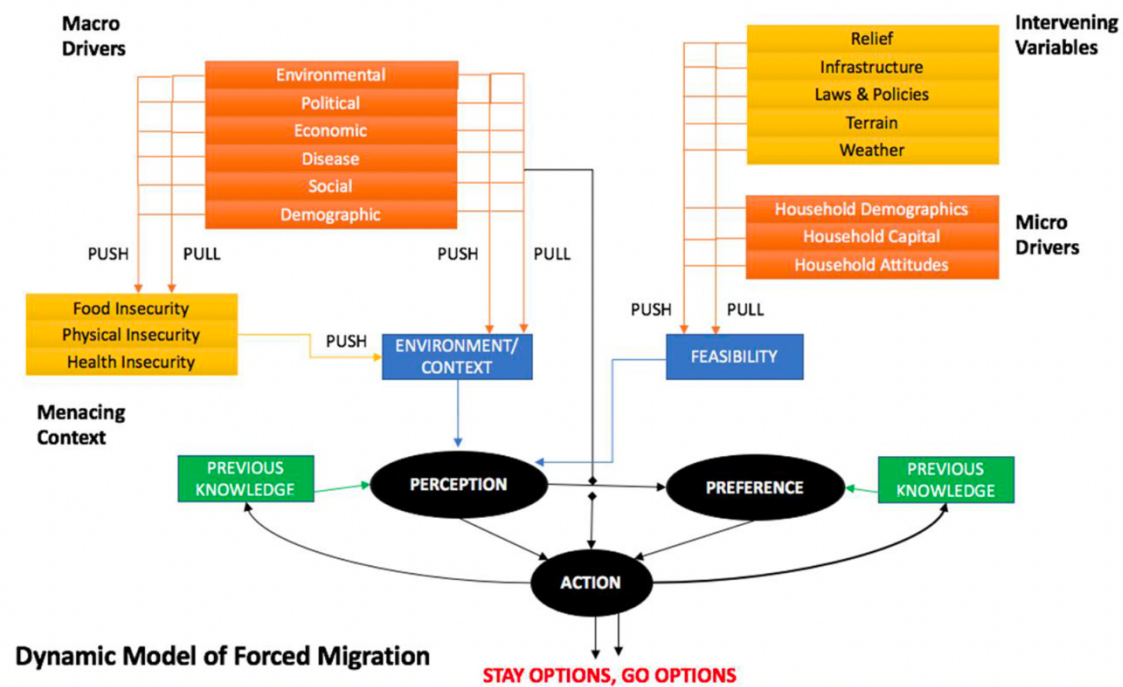 Macro
Drivers
Environmental
Political
Economic
Disease
Social
Demographic
PUSH
PULL
PUSH
PULL
Intervening
Variables
Relief
Infrastructure
Laws & Policies
Terrain
Weather
Household Demographics
Household Capital
Household Attitudes
Micro
Drivers
PUSH
PULL
Food Insecurity
Physical Insecurity
Health Insecurity
PUSH
ENVIRONMENT/
CONTEXT
FEASIBILITY
Menacing
Context
PREVIOUS
KNOWLEDGE
PERCEPTION
PREFERENCE
PREVIOUS
KNOWLEDGE
ACTION
Dynamic Model of Forced Migration
STAY OPTIONS, GO OPTIONS